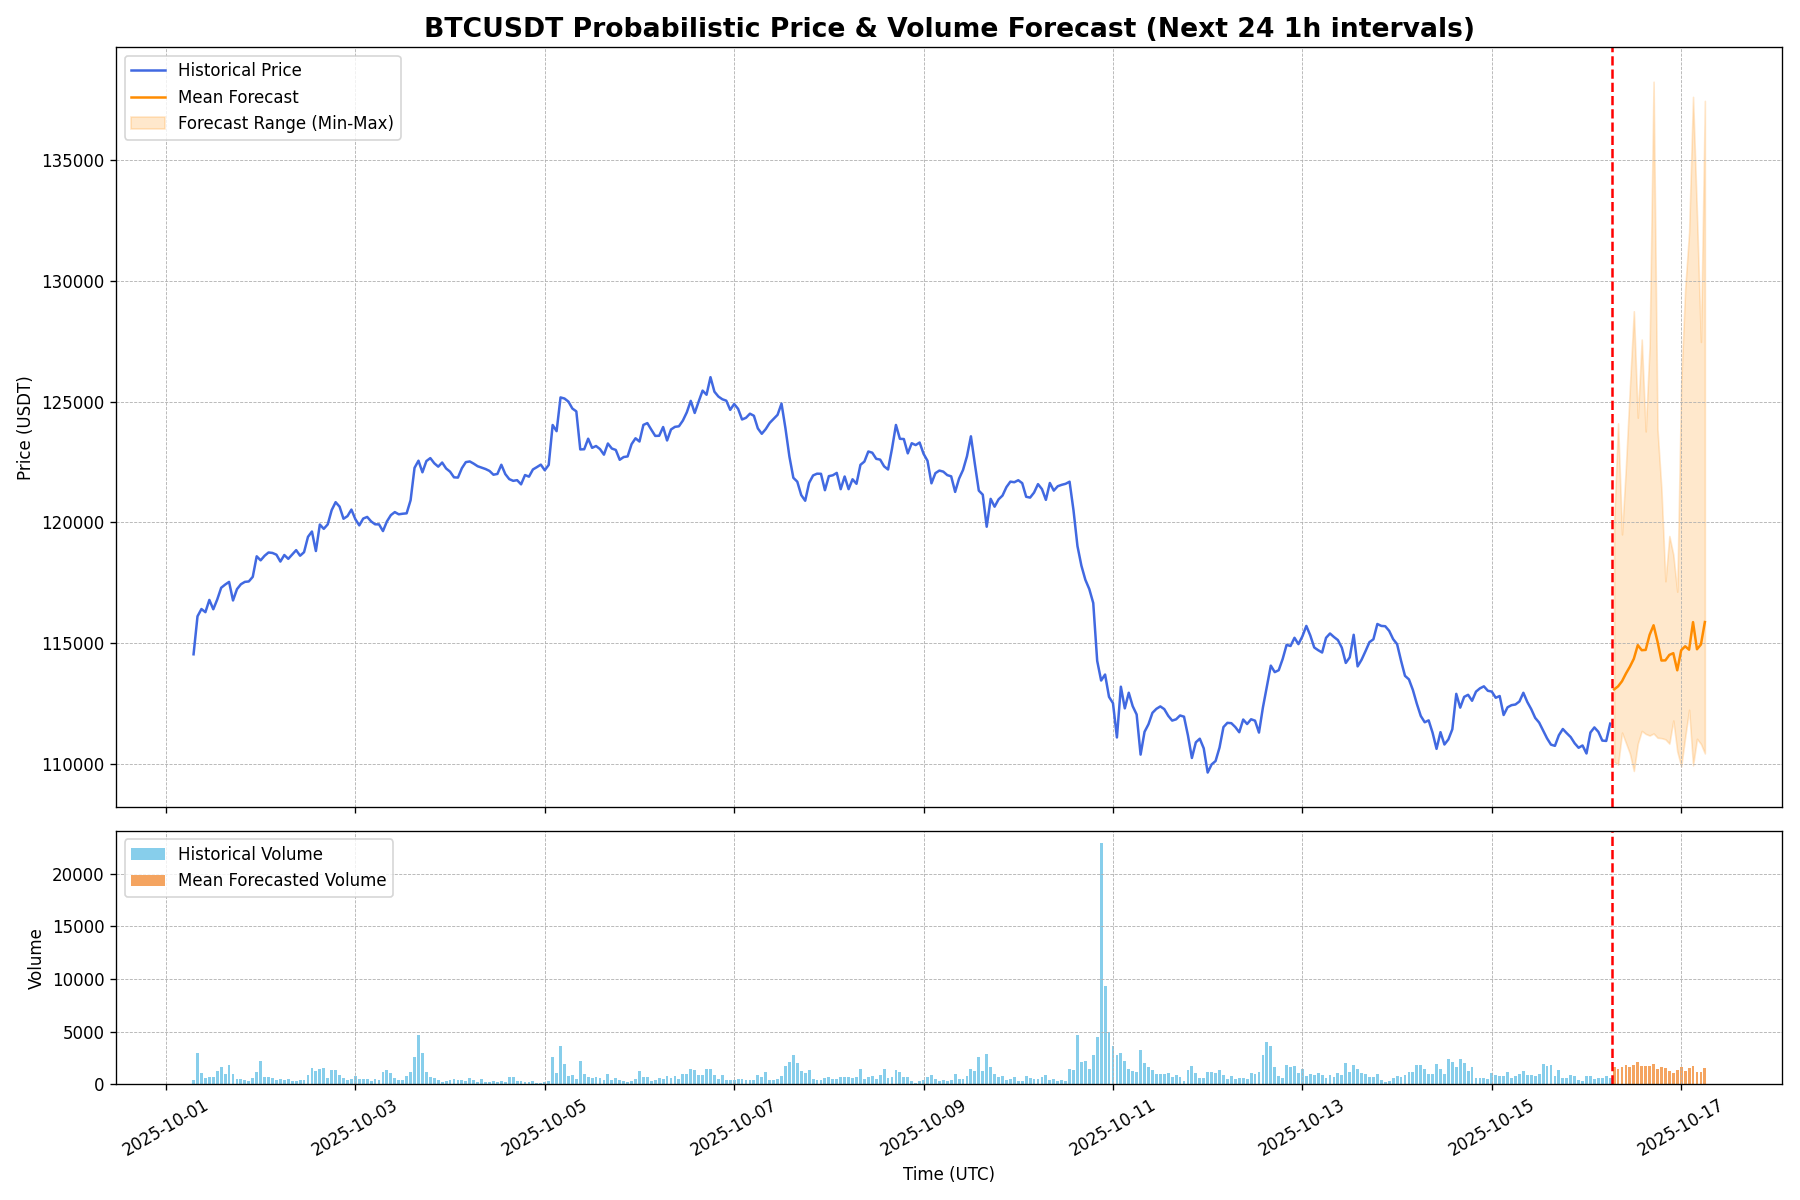 BTCUSDT Probabilistic Price & Volume Forecast (Next 24 1h intervals)
Historical Price
Mean Forecast
Forecast Range (Min-Max)
135000
130000
125000
120000
115000
110000
Price (USDT)
Historical Volume
Mean Forecasted Volume
20000
15000
10000
5000
0
Volume
2025-10-01
2025-10-03
2025-10-05
2025-10-07
2025-10-09
2025-10-11
2025-10-13
2025-10-15
2025-10-17
Time (UTC)